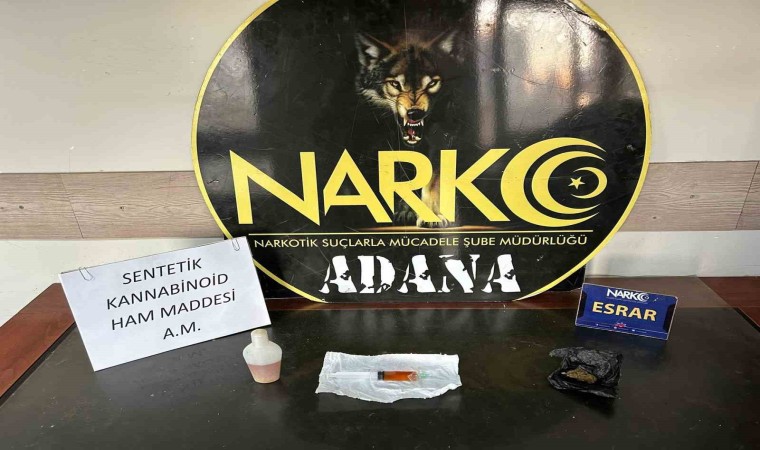 NARKO
NARKOTİK SUÇLARLA MÜCADELE ŞUBE MÜDÜRLÜĞÜ
ADANA
SENTETİK
KANNABİNOİD
HAM MADDESİ
A.M.
NARKO
ESRAR